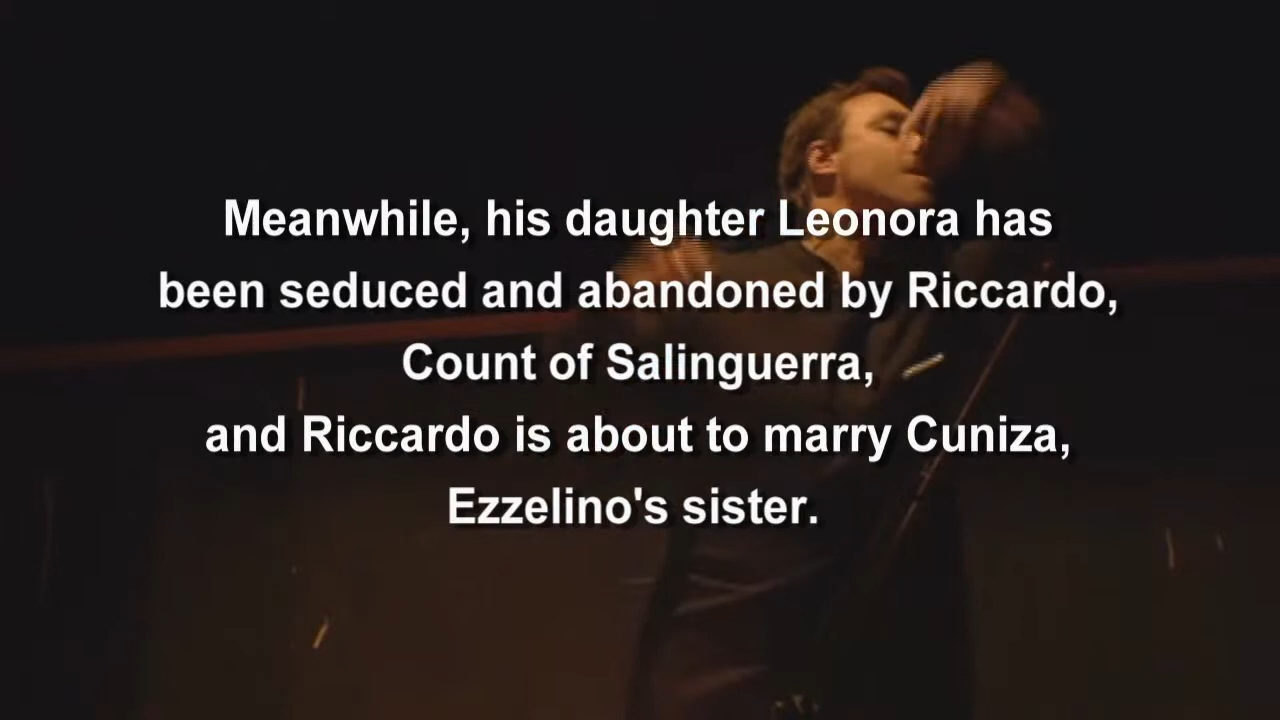 Meanwhile, his daughter Leonora has
been seduced and abandoned by Riccardo,
Count of Salinguerra,
and Riccardo is about to marry Cuniza,
Ezzelino's sister.